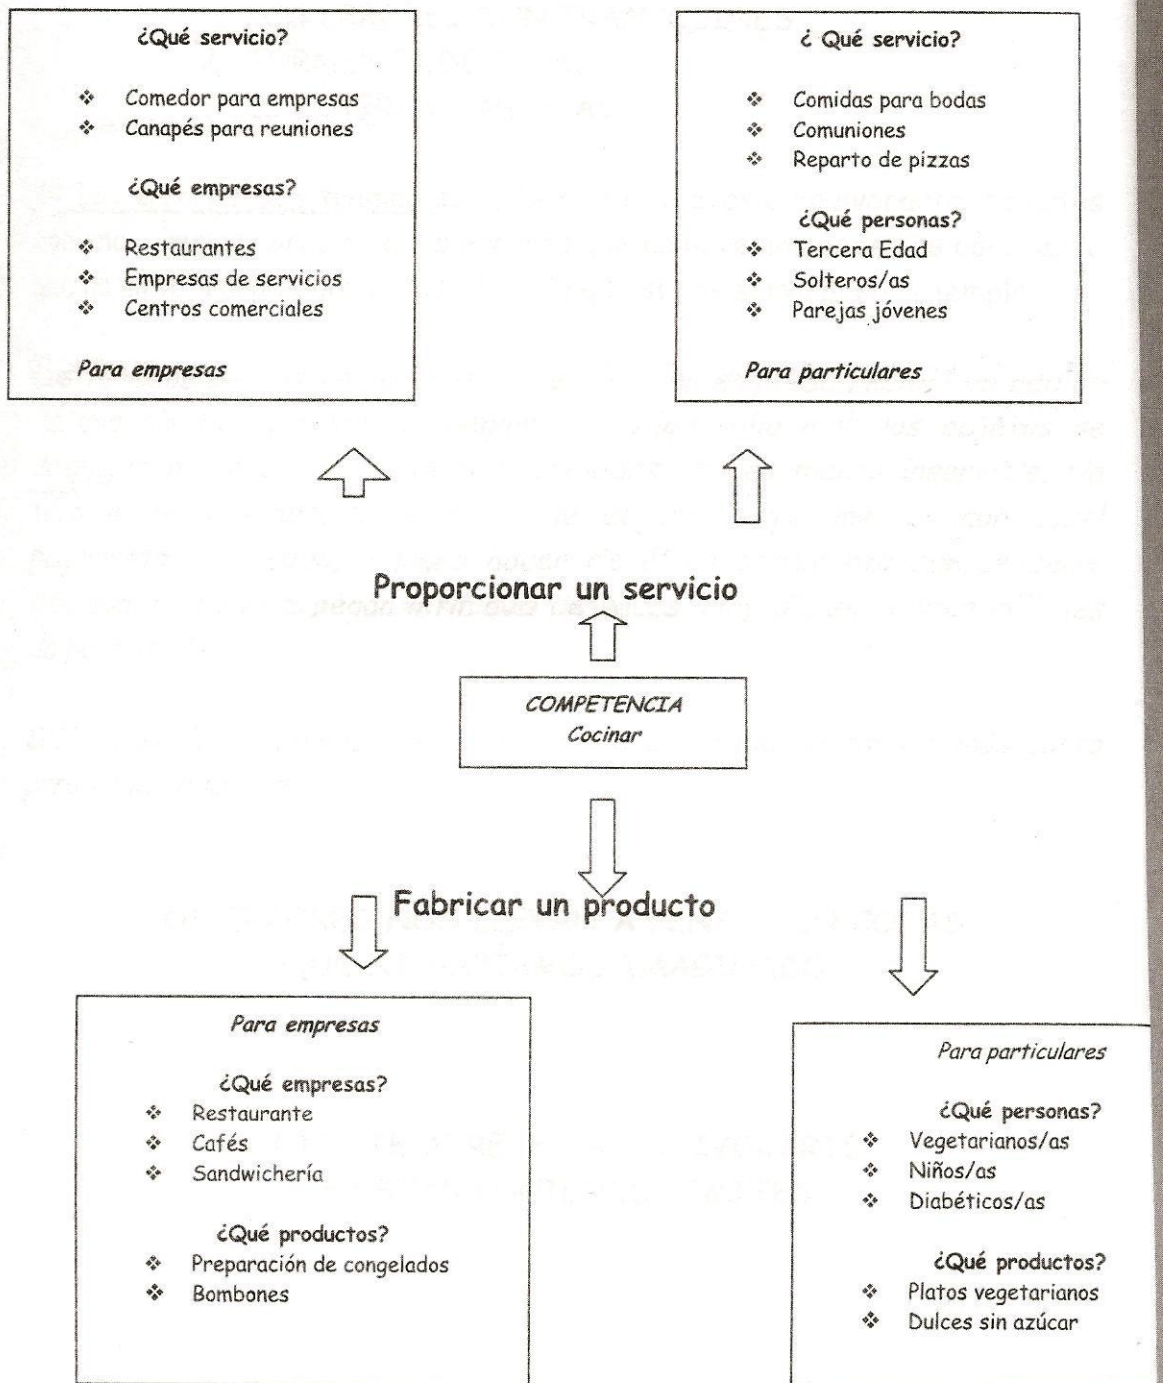 ¿Qué servicio?
❖ Comedor para empresas
❖ Canapés para reuniones
¿Qué empresas?
❖ Restaurantes
❖ Empresas de servicios
❖ Centros comerciales
Para empresas
¿ Qué servicio?
❖ Comidas para bodas
❖ Comuniones
❖ Reparto de pizzas
¿Qué personas?
❖ Tercera Edad
❖ Solteros/as
❖ Parejas jóvenes
Para particulares
Proporcionar un servicio
COMPETENCIA
Cocinar
Fabricar un producto
Para empresas
¿Qué empresas?
❖ Restaurante
❖ Cafés
❖ Sandwichería
¿Qué productos?
❖ Preparación de congelados
❖ Bombones
Para particulares
¿Qué personas?
❖ Vegetarianos/as
❖ Niños/as
❖ Diabéticos/as
¿Qué productos?
❖ Platos vegetarianos
❖ Dulces sin azúcar